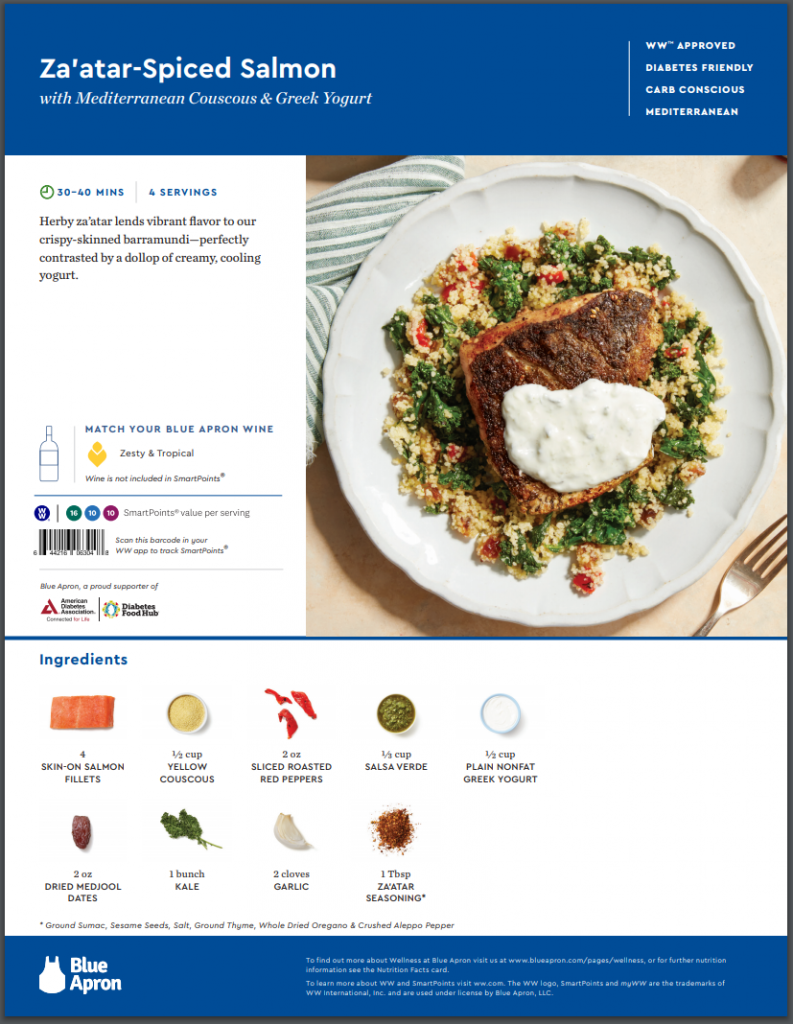 Za'atar-Spiced Salmon
with Mediterranean Couscous & Greek Yogurt
WW™ APPROVED
DIABETES FRIENDLY
CARB CONSCIOUS
MEDITERRANEAN
30–40 MINS
4 SERVINGS
Herby za'atar lends vibrant flavor to our
crispy-skinned barramundi—perfectly
contrasted by a dollop of creamy, cooling
yogurt.
MATCH YOUR BLUE APRON WINE
Zesty & Tropical
Wine is not included in SmartPoints®
WW 16 10 10 SmartPoints® value per serving
Scan this barcode in your
WW app to track SmartPoints®
6 44216 06304 8
Blue Apron, a proud supporter of
American
Diabetes
Association.
Connected for Life
Diabetes
Food Hub
Ingredients
4
SKIN-ON SALMON
FILLETS
½ cup
YELLOW
COUSCOUS
2 oz
SLICED ROASTED
RED PEPPERS
⅓ cup
SALSA VERDE
½ cup
PLAIN NONFAT
GREEK YOGURT
2 oz
DRIED MEDJOOL
DATES
1 bunch
KALE
2 cloves
GARLIC
1 Tbsp
ZA'ATAR
SEASONING*
* Ground Sumac, Sesame Seeds, Salt, Ground Thyme, Whole Dried Oregano & Crushed Aleppo Pepper
Blue
Apron
To find out more about Wellness at Blue Apron visit us at www.blueapron.com/pages/wellness, or for further nutrition
information see the Nutrition Facts card.
To learn more about WW and SmartPoints visit ww.com. The WW logo, SmartPoints and myWW are the trademarks of
WW International, Inc. and are used under license by Blue Apron, LLC.